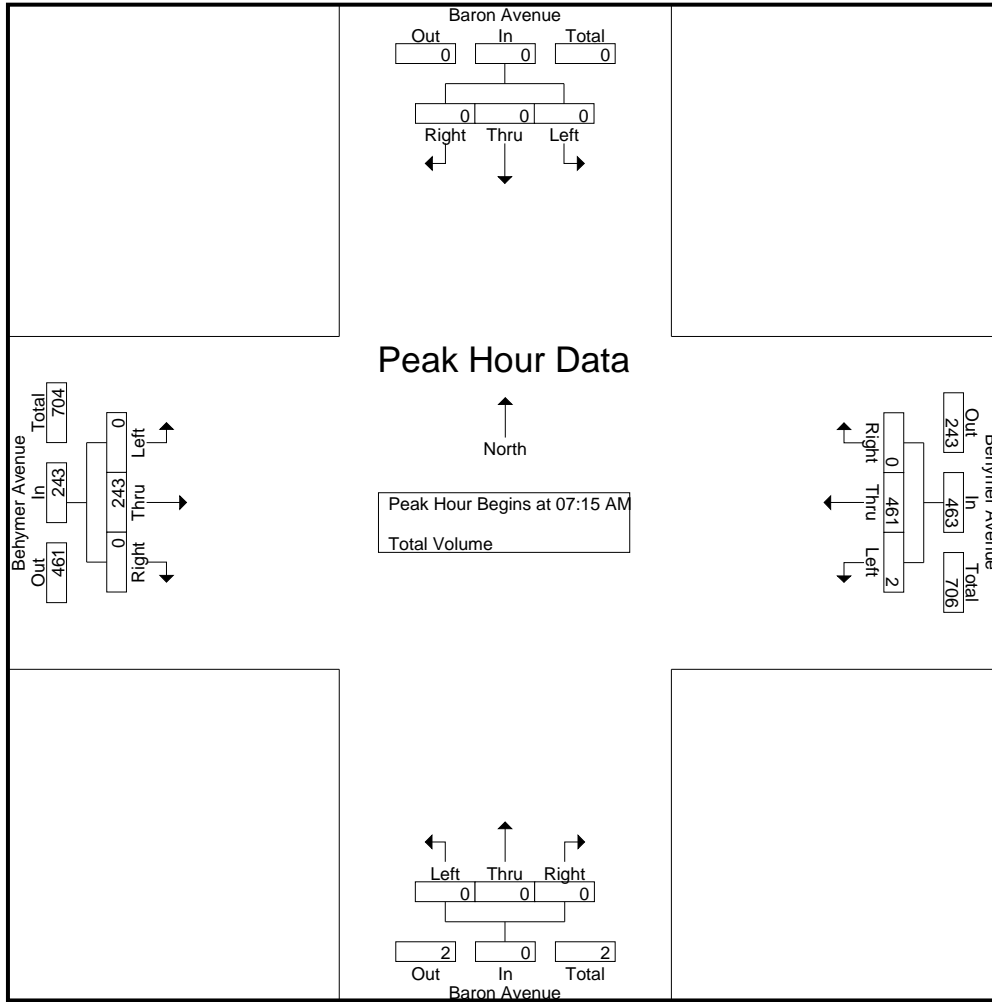 Baron Avenue
Out In Total
0 0 0
0 0 0
Right Thru Left
Peak Hour Data
North
Peak Hour Begins at 07:15 AM
Total Volume
Behymer Avenue
Out In Total
461 243 704
0 243 0
Right Thru Left
Behymer Avenue
Out In Total
243 463 706
0 461 2
Right Thru Left
Left Thru Right
0 0 0
2 0 2
Out In Total
Baron Avenue